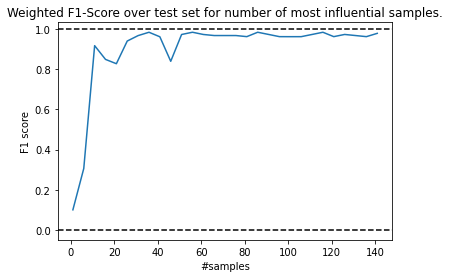 Weighted F1-Score over test set for number of most influential samples.
1.0
0.8
0.6
0.4
0.2
0.0
F1 score
0 20 40 60 80 100 120 140
#samples